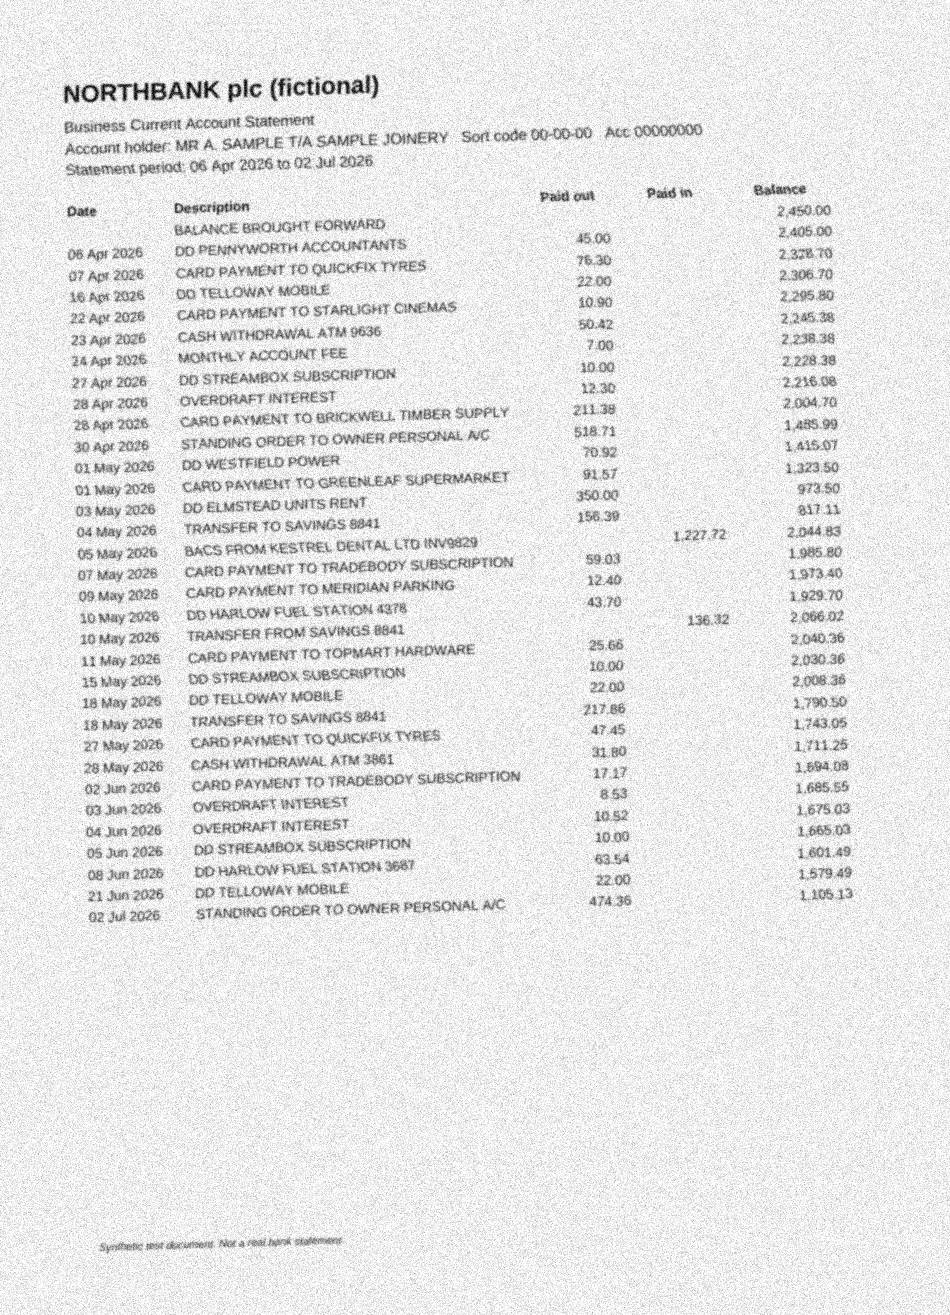 NORTHBANK plc (fictional)
Business Current Account Statement
Account holder: MR A. SAMPLE T/A SAMPLE JOINERY Sort code 00-00-00 Acc 00000000
Statement period: 06 Apr 2026 to 02 Jul 2026
Date Description Paid out Paid in Balance
BALANCE BROUGHT FORWARD 2,450.00
06 Apr 2026 DD PENNYWORTH ACCOUNTANTS 45.00 2,405.00
07 Apr 2026 CARD PAYMENT TO QUICKFIX TYRES 76.30 2,328.70
16 Apr 2026 DD TELLOWAY MOBILE 22.00 2,306.70
22 Apr 2026 CARD PAYMENT TO STARLIGHT CINEMAS 10.90 2,295.80
23 Apr 2026 CASH WITHDRAWAL ATM 9636 50.42 2,245.38
24 Apr 2026 MONTHLY ACCOUNT FEE 7.00 2,238.38
27 Apr 2026 DD STREAMBOX SUBSCRIPTION 10.00 2,228.38
28 Apr 2026 OVERDRAFT INTEREST 12.30 2,216.08
28 Apr 2026 CARD PAYMENT TO BRICKWELL TIMBER SUPPLY 211.38 2,004.70
30 Apr 2026 STANDING ORDER TO OWNER PERSONAL A/C 518.71 1,485.99
01 May 2026 DD WESTFIELD POWER 70.92 1,415.07
01 May 2026 CARD PAYMENT TO GREENLEAF SUPERMARKET 91.57 1,323.50
03 May 2026 DD ELMSTEAD UNITS RENT 350.00 973.50
04 May 2026 TRANSFER TO SAVINGS 8841 156.39 817.11
05 May 2026 BACS FROM KESTREL DENTAL LTD INV9829 1,227.72 2,044.83
07 May 2026 CARD PAYMENT TO TRADEBODY SUBSCRIPTION 59.03 1,985.80
09 May 2026 CARD PAYMENT TO MERIDIAN PARKING 12.40 1,973.40
10 May 2026 DD HARLOW FUEL STATION 4378 43.70 1,929.70
10 May 2026 TRANSFER FROM SAVINGS 8841 136.32 2,066.02
11 May 2026 CARD PAYMENT TO TOPMART HARDWARE 25.66 2,040.36
15 May 2026 DD STREAMBOX SUBSCRIPTION 10.00 2,030.36
18 May 2026 DD TELLOWAY MOBILE 22.00 2,008.36
18 May 2026 TRANSFER TO SAVINGS 8841 217.86 1,790.50
27 May 2026 CARD PAYMENT TO QUICKFIX TYRES 47.45 1,743.05
28 May 2026 CASH WITHDRAWAL ATM 3861 31.80 1,711.25
02 Jun 2026 CARD PAYMENT TO TRADEBODY SUBSCRIPTION 17.17 1,694.08
03 Jun 2026 OVERDRAFT INTEREST 8.53 1,685.55
04 Jun 2026 OVERDRAFT INTEREST 10.52 1,675.03
05 Jun 2026 DD STREAMBOX SUBSCRIPTION 10.00 1,665.03
08 Jun 2026 DD HARLOW FUEL STATION 3687 63.54 1,601.49
21 Jun 2026 DD TELLOWAY MOBILE 22.00 1,579.49
02 Jul 2026 STANDING ORDER TO OWNER PERSONAL A/C 474.36 1,105.13
Synthetic test document. Not a real bank statement.